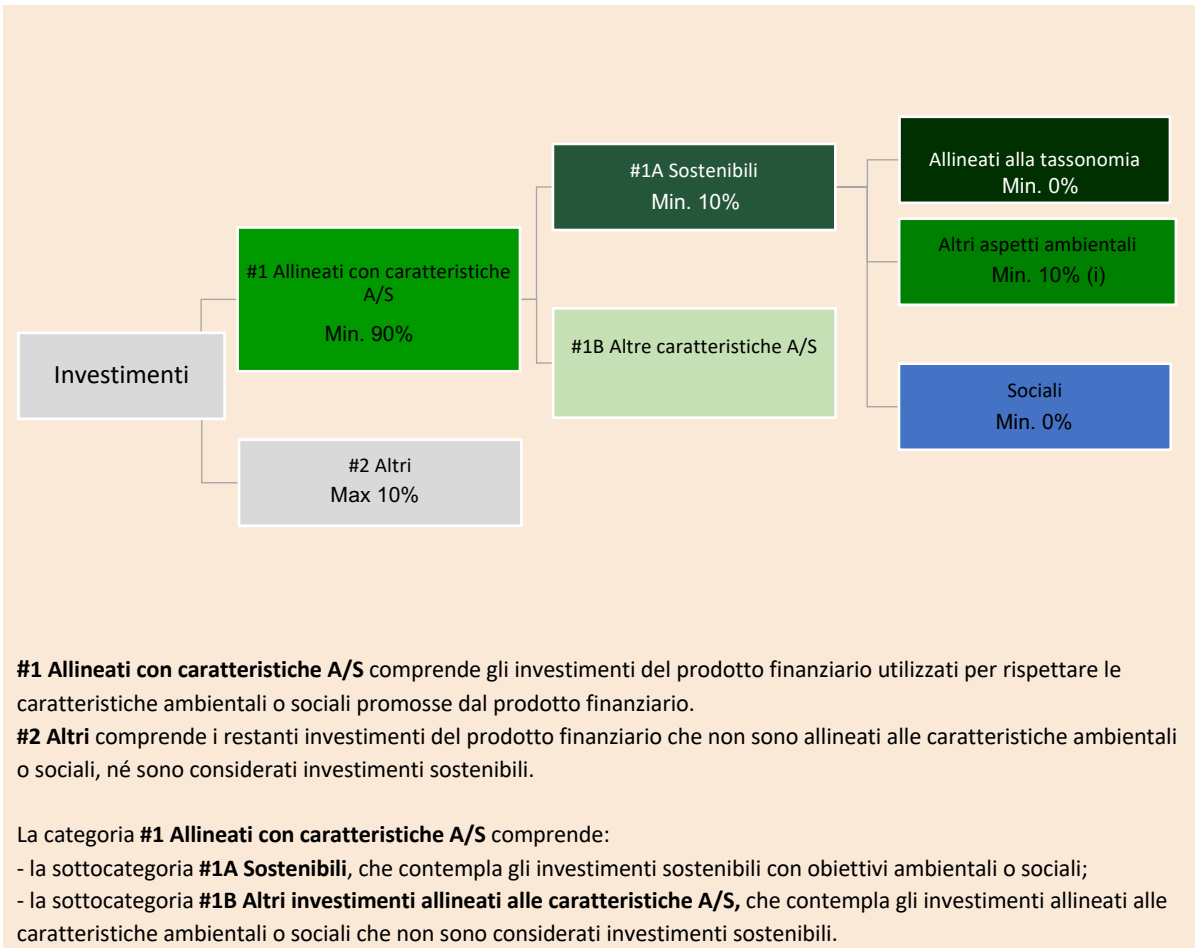 Investimenti
#1 Allineati con caratteristiche
A/S
Min. 90%
#2 Altri
Max 10%
#1A Sostenibili
Min. 10%
#1B Altre caratteristiche A/S
Allineati alla tassonomia
Min. 0%
Altri aspetti ambientali
Min. 10% (i)
Sociali
Min. 0%
#1 Allineati con caratteristiche A/S comprende gli investimenti del prodotto finanziario utilizzati per rispettare le
caratteristiche ambientali o sociali promosse dal prodotto finanziario.
#2 Altri comprende i restanti investimenti del prodotto finanziario che non sono allineati alle caratteristiche ambientali
o sociali, né sono considerati investimenti sostenibili.
La categoria #1 Allineati con caratteristiche A/S comprende:
- la sottocategoria #1A Sostenibili, che contempla gli investimenti sostenibili con obiettivi ambientali o sociali;
- la sottocategoria #1B Altri investimenti allineati alle caratteristiche A/S, che contempla gli investimenti allineati alle
caratteristiche ambientali o sociali che non sono considerati investimenti sostenibili.